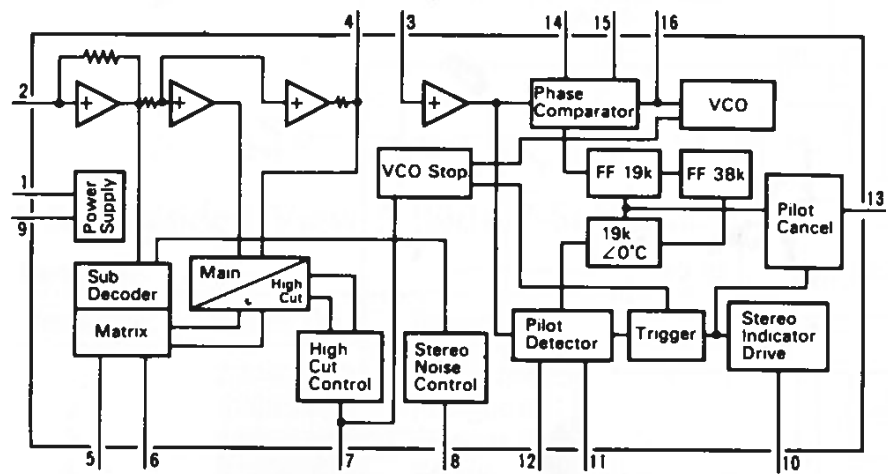 4
3
14
15
16
2
Phase
Comparator
VCO
VCO Stop
FF 19k
FF 38k
1
9
Power
Supply
Pilot
Cancel
13
19k
∠0°C
Sub
Decoder
Main
High
Cut
Matrix
High
Cut
Control
Stereo
Noise
Control
Pilot
Detector
Trigger
Stereo
Indicator
Drive
5
6
7
8
12
11
10